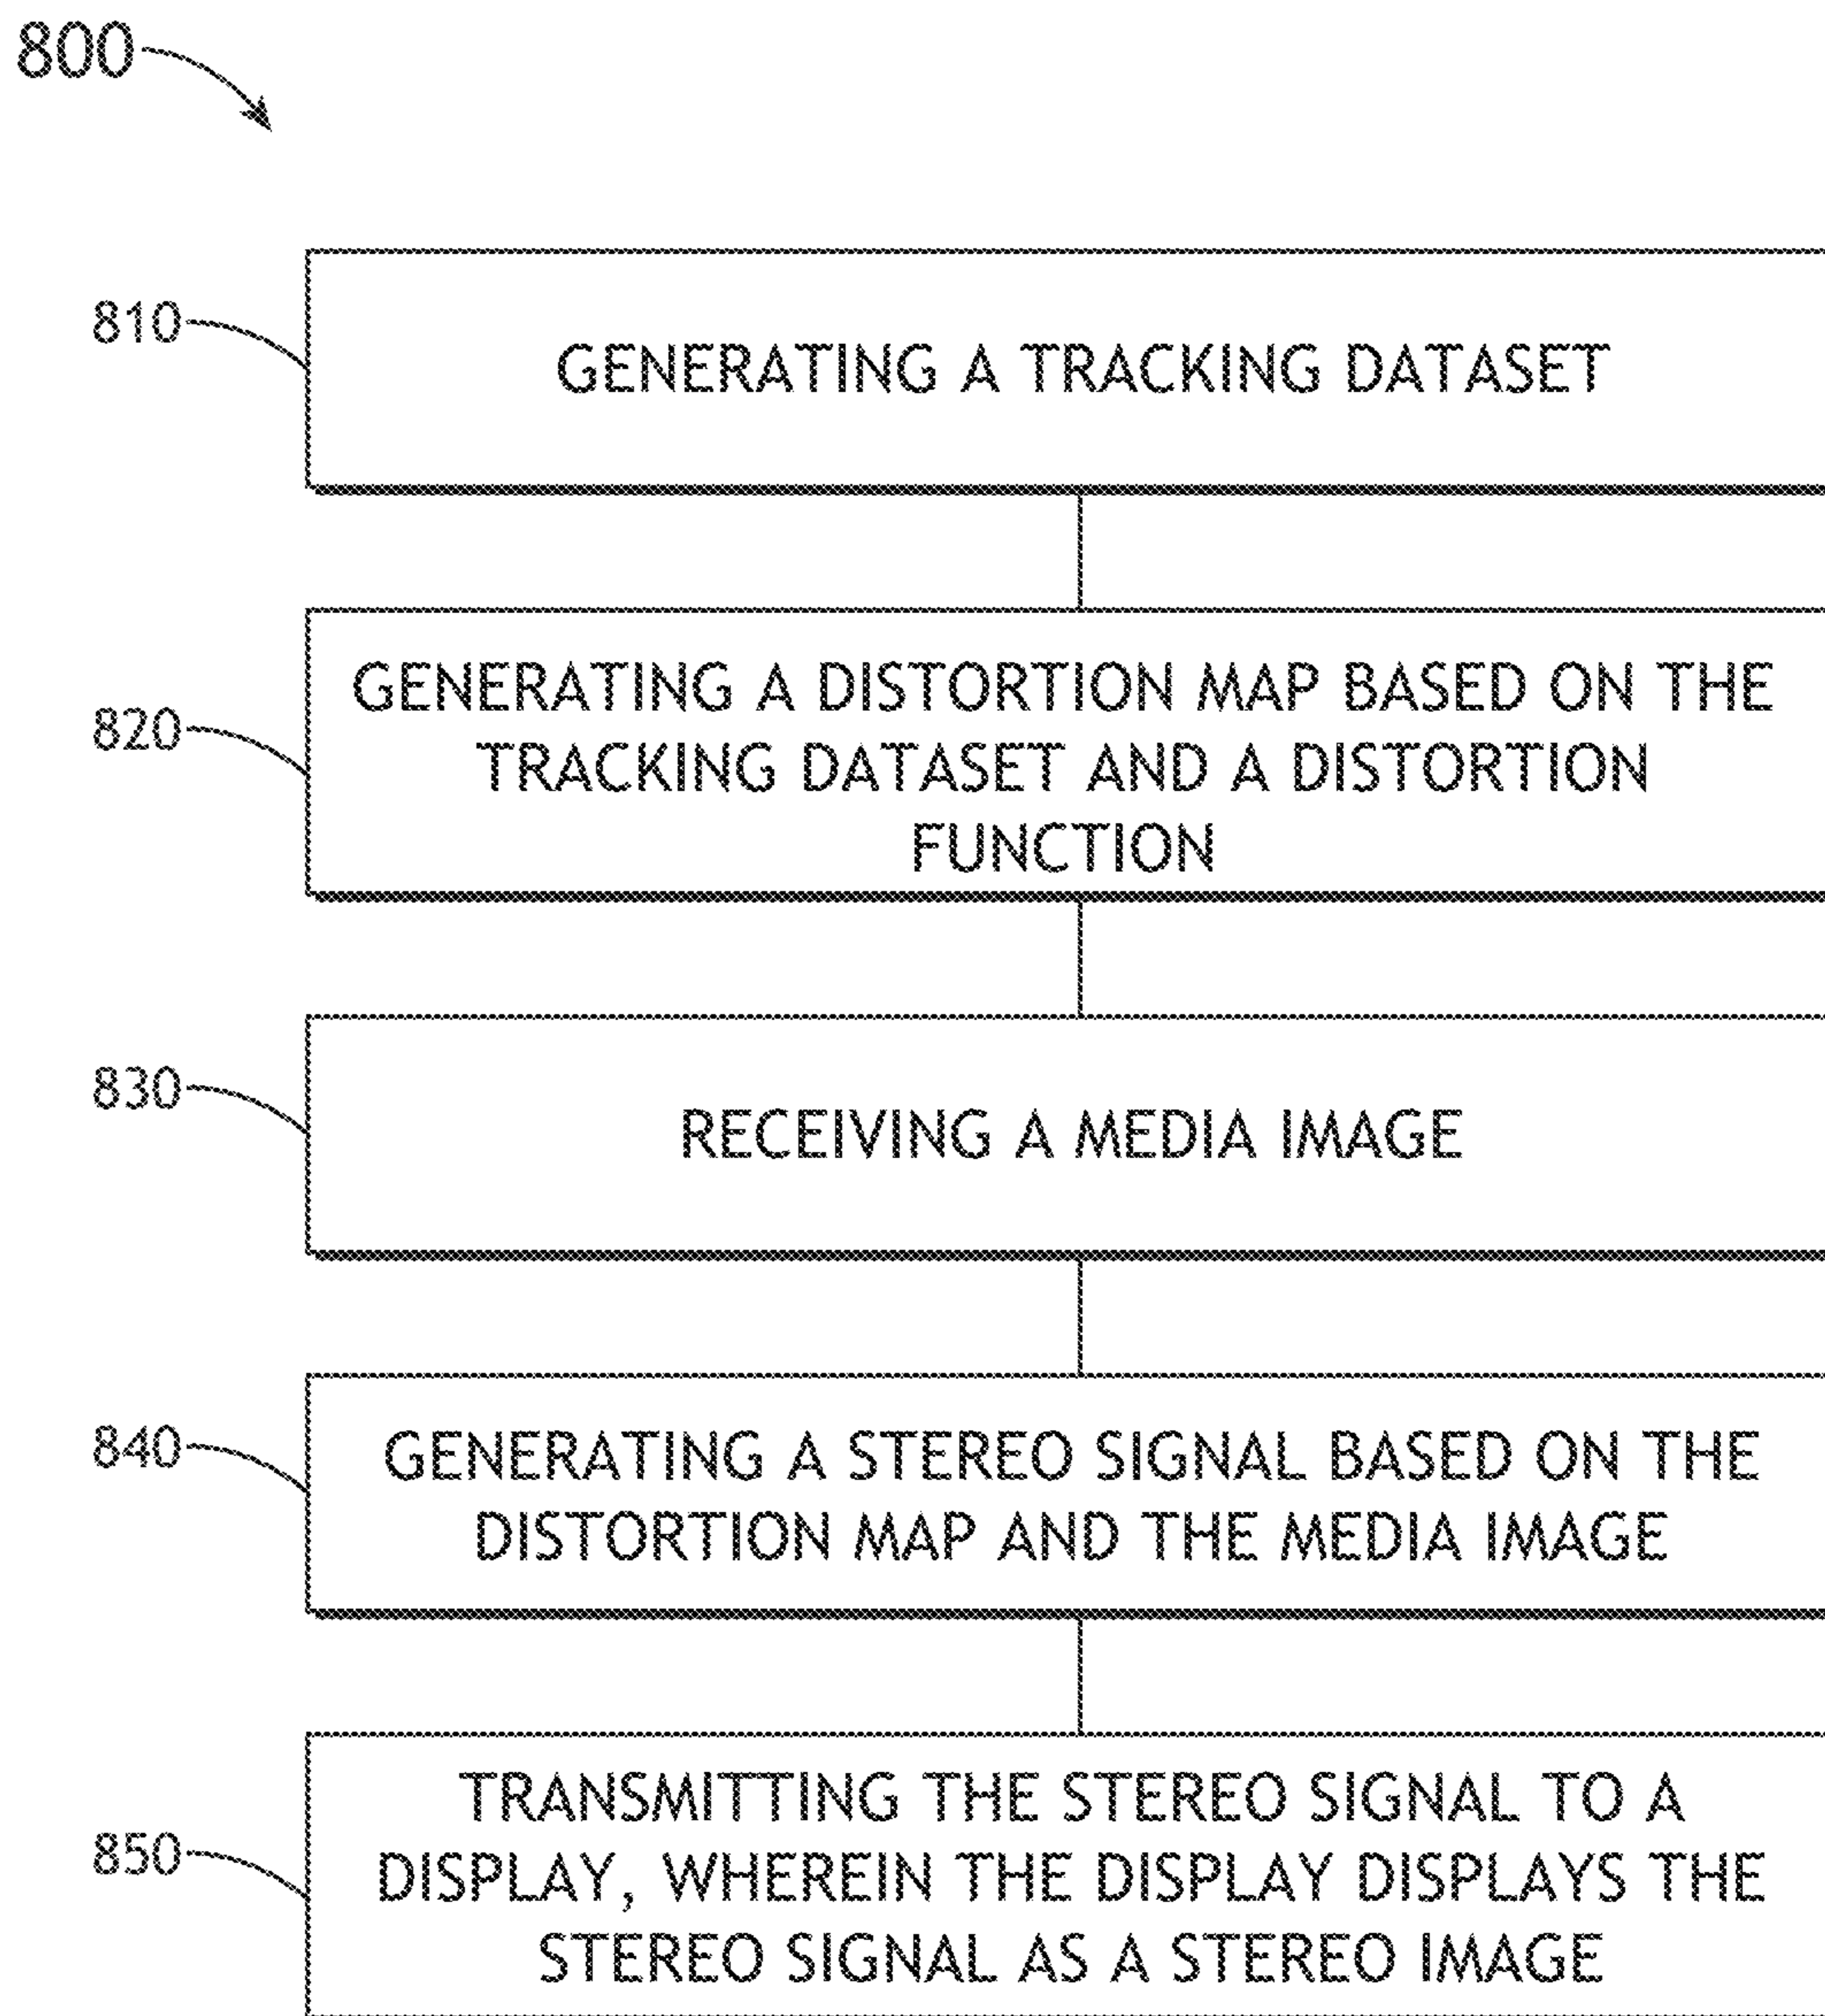 800
810
GENERATING A TRACKING DATASET
820
GENERATING A DISTORTION MAP BASED ON THE
TRACKING DATASET AND A DISTORTION
FUNCTION
830
RECEIVING A MEDIA IMAGE
840
GENERATING A STEREO SIGNAL BASED ON THE
DISTORTION MAP AND THE MEDIA IMAGE
850
TRANSMITTING THE STEREO SIGNAL TO A
DISPLAY, WHEREIN THE DISPLAY DISPLAYS THE
STEREO SIGNAL AS A STEREO IMAGE